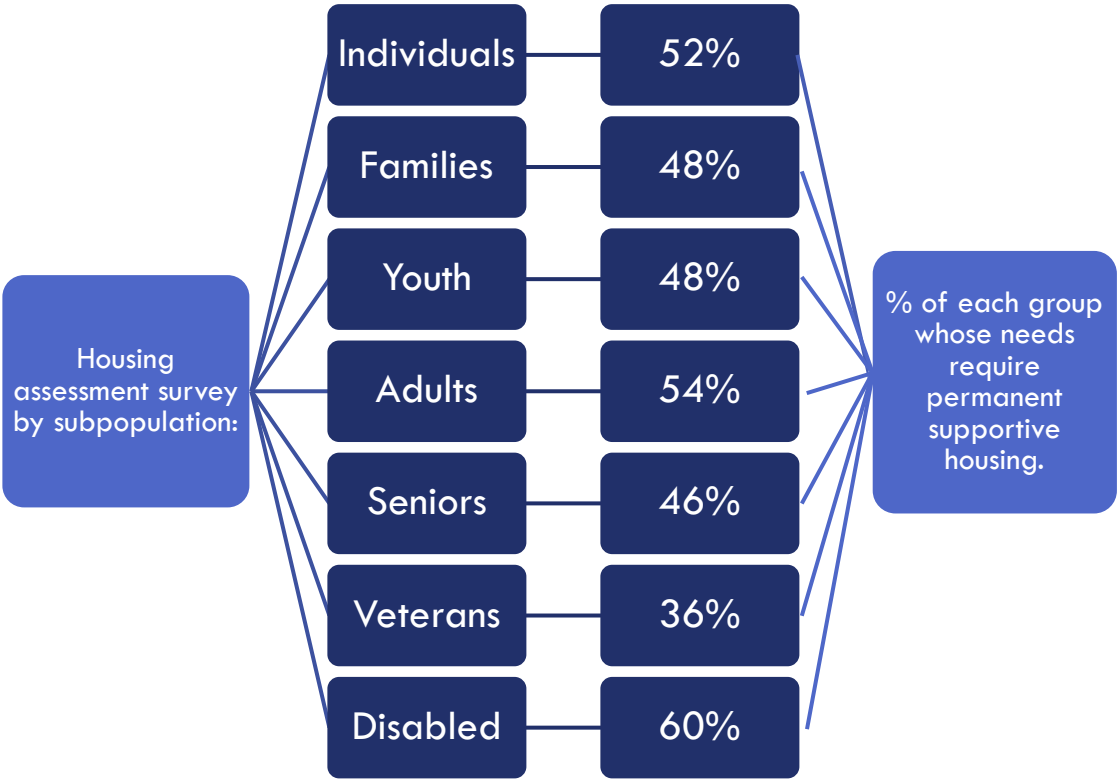 Housing
assessment survey
by subpopulation:
Individuals
52%
Families
48%
Youth
48%
Adults
54%
Seniors
46%
Veterans
36%
Disabled
60%
% of each group
whose needs
require
permanent
supportive
housing.